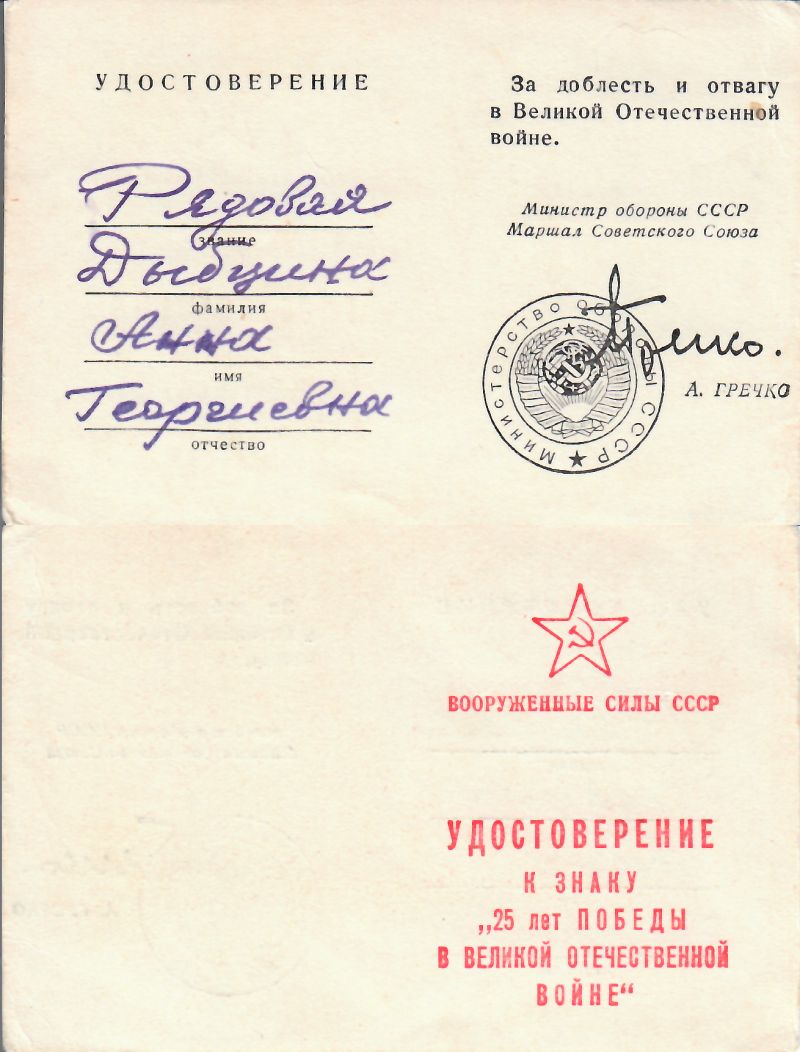 УДОСТОВЕРЕНИЕ
Рядовая
звание
Дыбцина
фамилия
Анна
имя
Георгиевна
отчество
За доблесть и отвагу
в Великой Отечественной
войне.
Министр обороны СССР
Маршал Советского Союза
Министерство обороны СССР
Гречко.
А. ГРЕЧКО
ВООРУЖЕННЫЕ СИЛЫ СССР
УДОСТОВЕРЕНИЕ
К ЗНАКУ
„25 лет ПОБЕДЫ
В ВЕЛИКОЙ ОТЕЧЕСТВЕННОЙ
ВОЙНЕ“